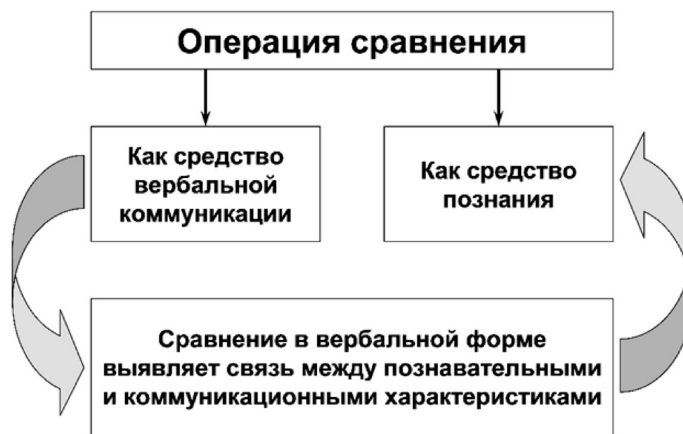 Операция сравнения
Как средство
вербальной
коммуникации
Как средство
познания
Сравнение в вербальной форме
выявляет связь между познавательными
и коммуникационными характеристиками